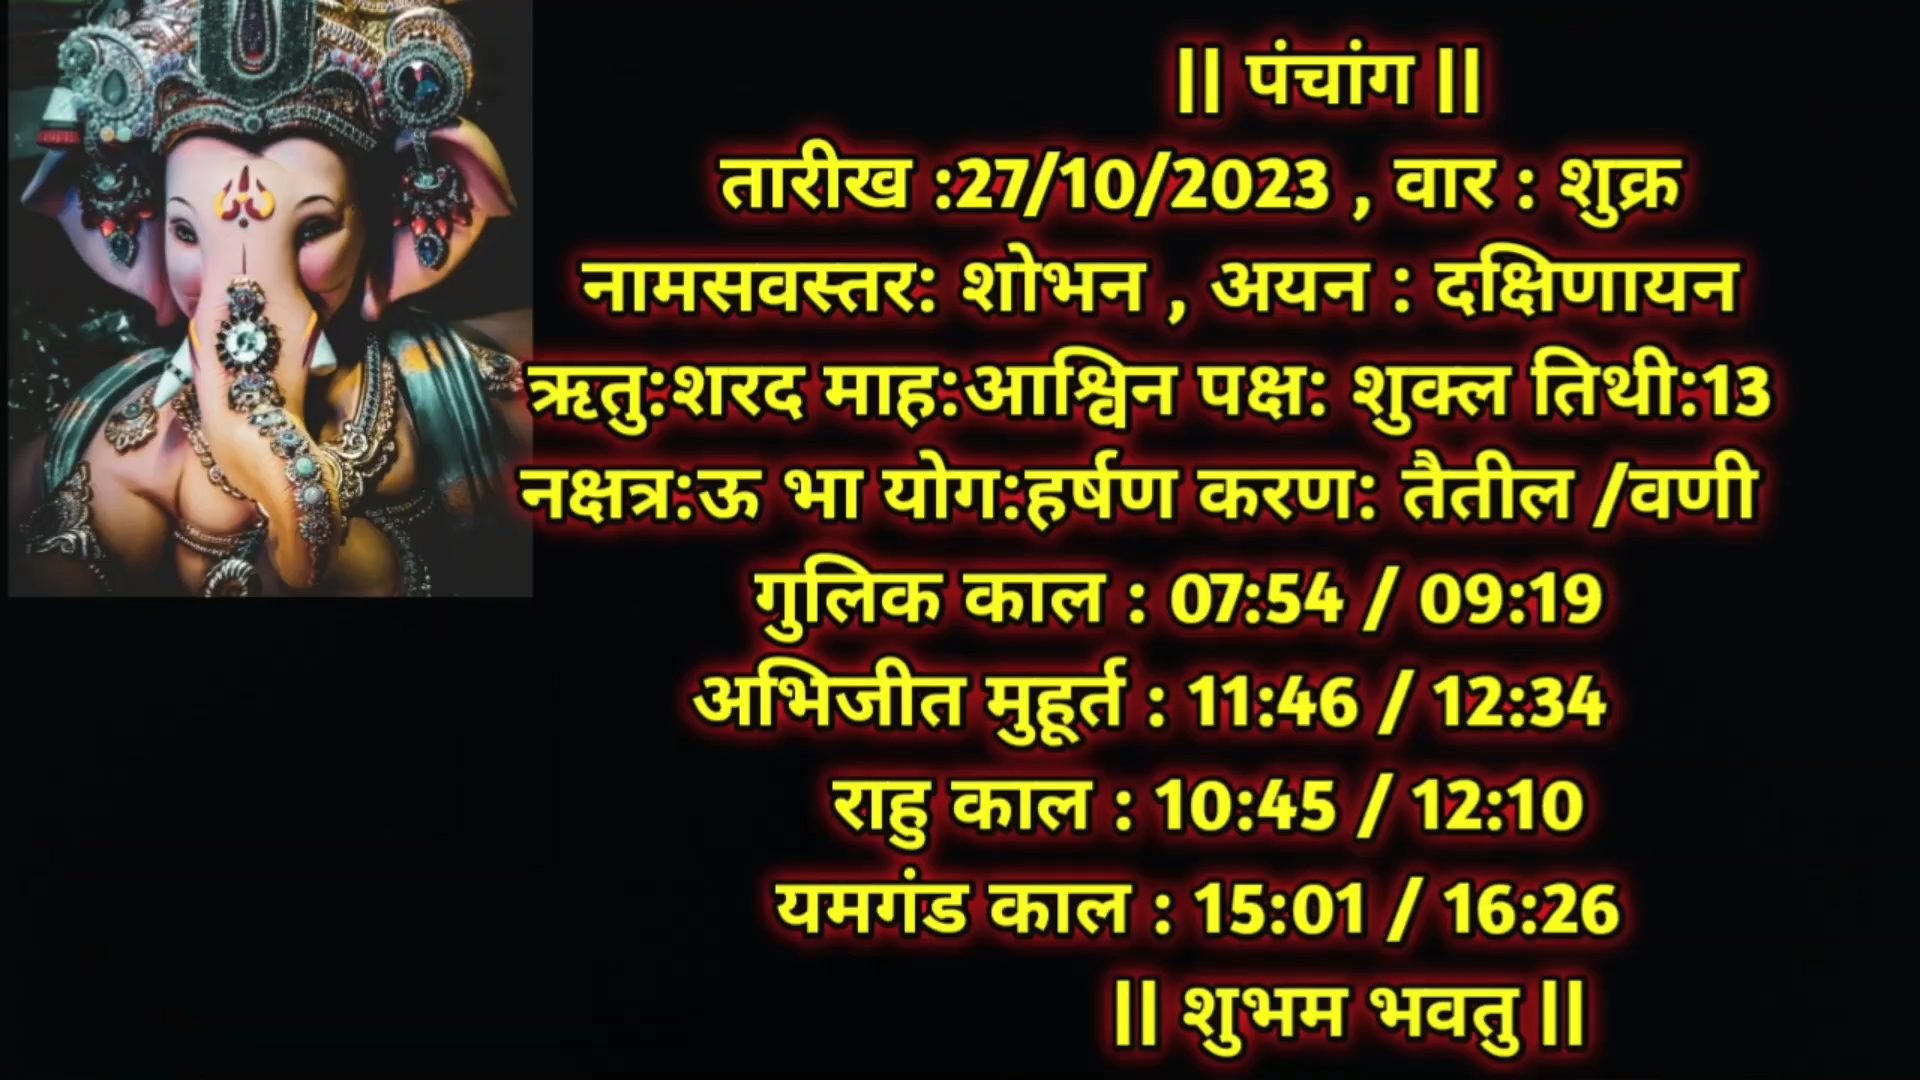 || पंचांग ||
तारीख :27/10/2023 , वार : शुक्र
नामसवस्तर: शोभन , अयन : दक्षिणायन
ऋतु:शरद माह:आश्विन पक्ष: शुक्ल तिथी:13
नक्षत्र:ऊ भा योग:हर्षण करण: तैतील /वणी
गुलिक काल : 07:54 / 09:19
अभिजीत मुहूर्त : 11:46 / 12:34
राहु काल : 10:45 / 12:10
यमगंड काल : 15:01 / 16:26
|| शुभम भवतु ||